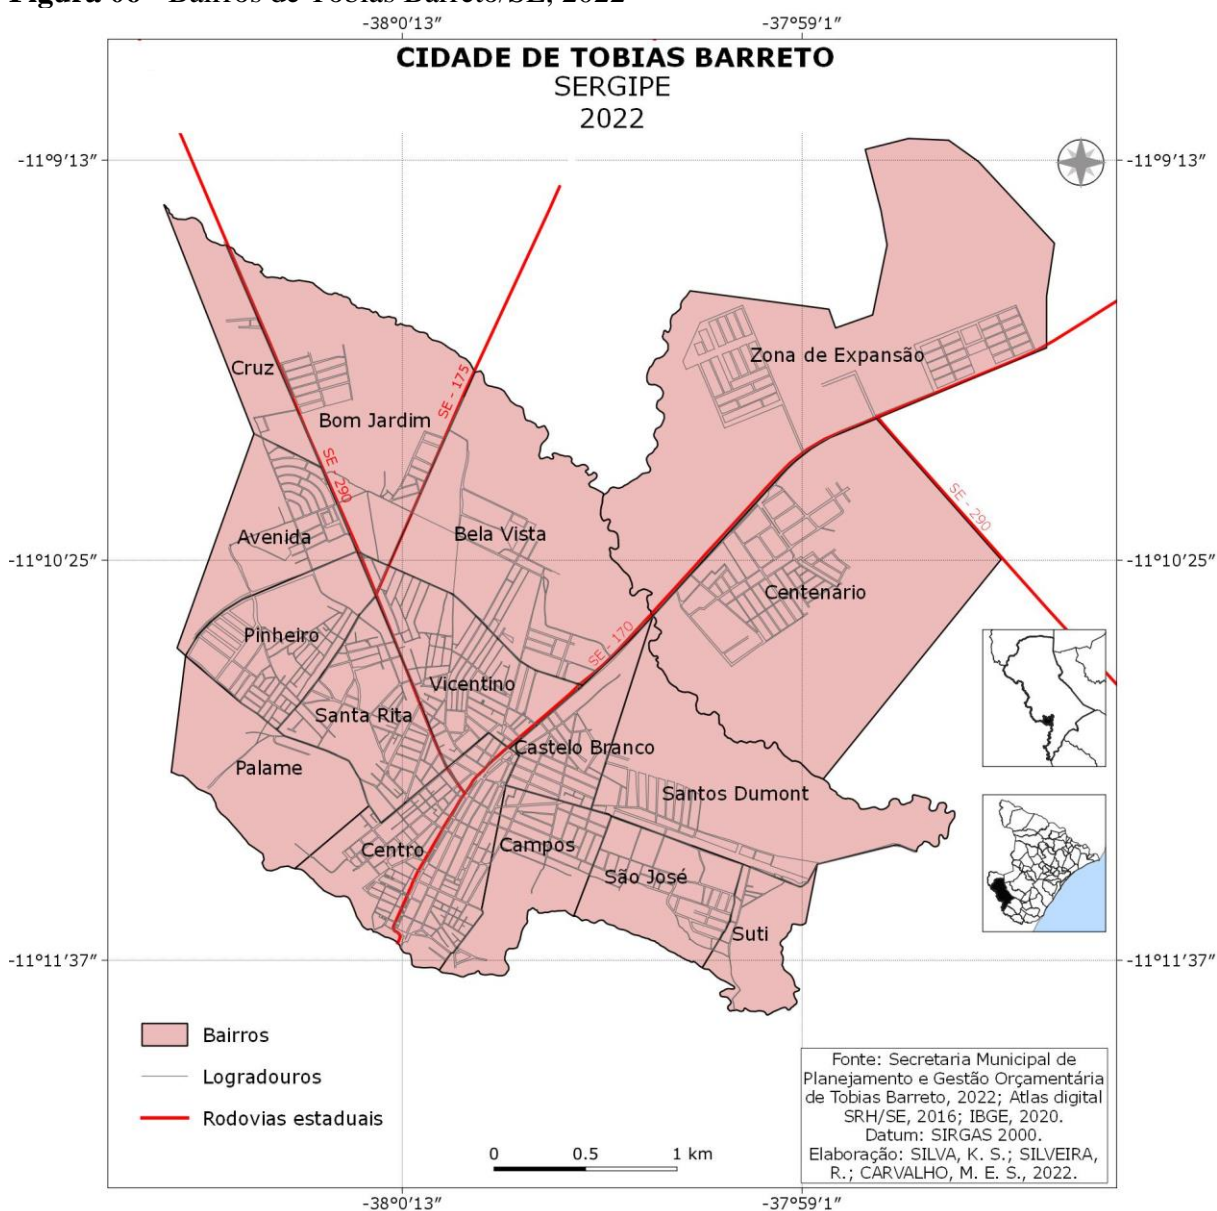 Figura 06 - Bairros de Tobias Barreto/SE, 2022
-38°0′13″ -37°59′1″
CIDADE DE TOBIAS BARRETO
SERGIPE
2022
-11°9′13″ -11°9′13″
Zona de Expansão
Cruz
SE - 175
Bom Jardim
SE - 290
SE - 290
Avenida
Bela Vista
-11°10′25″ -11°10′25″
Centenário
Pinheiro
SE - 170
Vicentino
Santa Rita
Castelo Branco
Palame
Santos Dumont
Centro
Campos
São José
Suti
-11°11′37″ -11°11′37″
Bairros
Logradouros
Rodovias estaduais
0 0.5 1 km
Fonte: Secretaria Municipal de
Planejamento e Gestão Orçamentária
de Tobias Barreto, 2022; Atlas digital
SRH/SE, 2016; IBGE, 2020.
Datum: SIRGAS 2000.
Elaboração: SILVA, K. S.; SILVEIRA,
R.; CARVALHO, M. E. S., 2022.
-38°0′13″ -37°59′1″